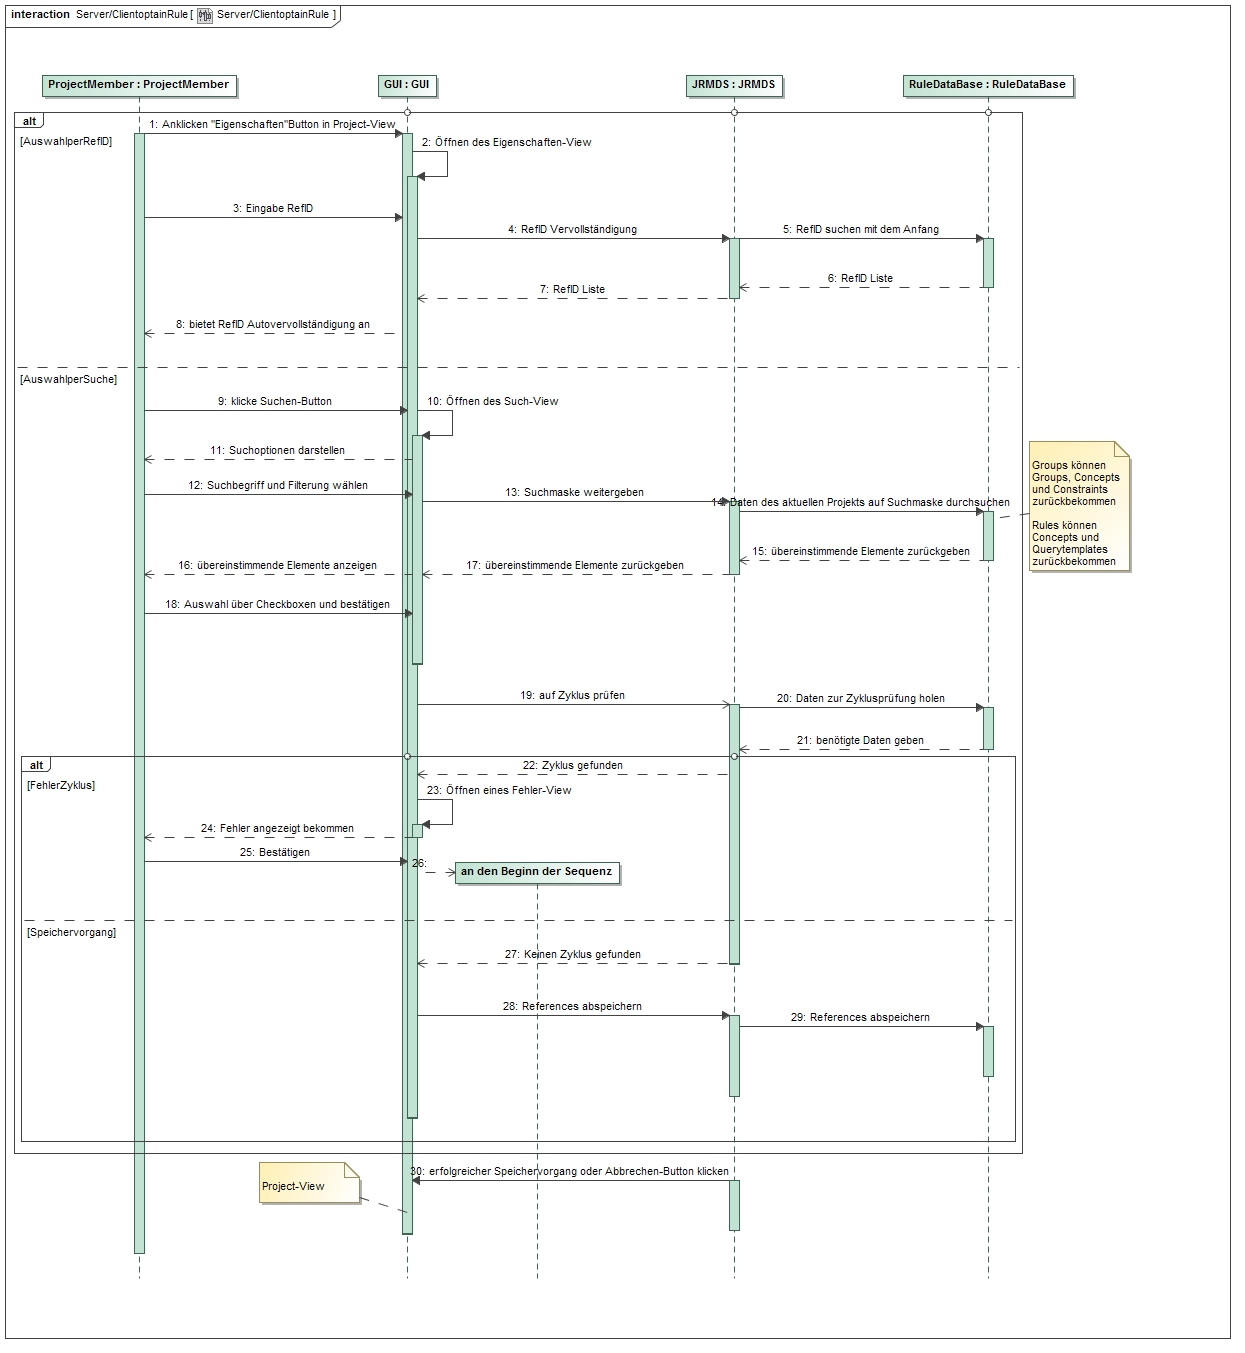 interaction Server/ClientoptainRule [ Server/ClientoptainRule ]
ProjectMember : ProjectMember
GUI : GUI
JRMDS : JRMDS
RuleDataBase : RuleDataBase
alt
1: Anklicken "Eigenschaften"Button in Project-View
[AuswahlperRefID]
2: Öffnen des Eigenschaften-View
3: Eingabe RefID
4: RefID Vervollständigung
5: RefID suchen mit dem Anfang
6: RefID Liste
7: RefID Liste
8: bietet RefID Autovervollständigung an
[AuswahlperSuche]
9: klicke Suchen-Button
10: Öffnen des Such-View
11: Suchoptionen darstellen
12: Suchbegriff und Filterung wählen
13: Suchmaske weitergeben
14: Daten des aktuellen Projekts auf Suchmaske durchsuchen
Groups können
Groups, Concepts
und Constraints
zurückbekommen
Rules können
Concepts und
Querytemplates
zurückbekommen
15: übereinstimmende Elemente zurückgeben
16: übereinstimmende Elemente anzeigen
17: übereinstimmende Elemente zurückgeben
18: Auswahl über Checkboxen und bestätigen
19: auf Zyklus prüfen
20: Daten zur Zyklusprüfung holen
21: benötigte Daten geben
alt
22: Zyklus gefunden
[FehlerZyklus]
23: Öffnen eines Fehler-View
24: Fehler angezeigt bekommen
25: Bestätigen
26:
an den Beginn der Sequenz
[Speichervorgang]
27: Keinen Zyklus gefunden
28: References abspeichern
29: References abspeichern
30: erfolgreicher Speichervorgang oder Abbrechen-Button klicken
Project-View